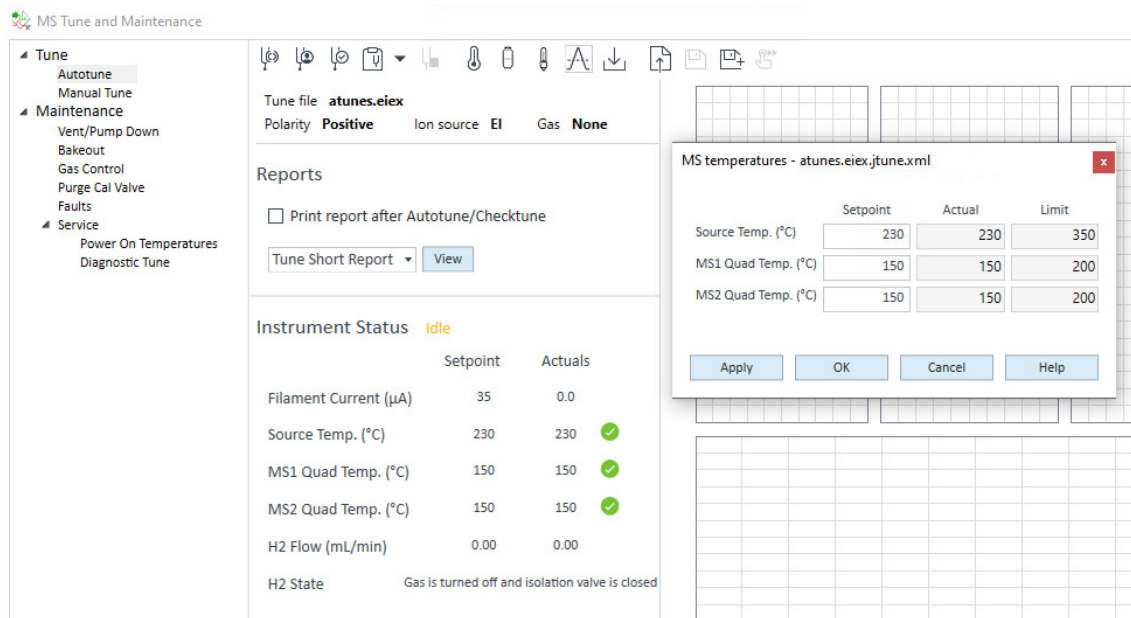 MS Tune and Maintenance
Tune
Autotune
Manual Tune
Maintenance
Vent/Pump Down
Bakeout
Gas Control
Purge Cal Valve
Faults
Service
Power On Temperatures
Diagnostic Tune
Tune file atunes.eiex
Polarity Positive Ion source EI Gas None
Reports
Print report after Autotune/Checktune
Tune Short Report View
Instrument Status Idle
Setpoint Actuals
Filament Current (µA) 35 0.0
Source Temp. (°C) 230 230
MS1 Quad Temp. (°C) 150 150
MS2 Quad Temp. (°C) 150 150
H2 Flow (mL/min) 0.00 0.00
H2 State Gas is turned off and isolation valve is closed
MS temperatures - atunes.eiex.jtune.xml x
Setpoint Actual Limit
Source Temp. (°C) 230 230 350
MS1 Quad Temp. (°C) 150 150 200
MS2 Quad Temp. (°C) 150 150 200
Apply OK Cancel Help